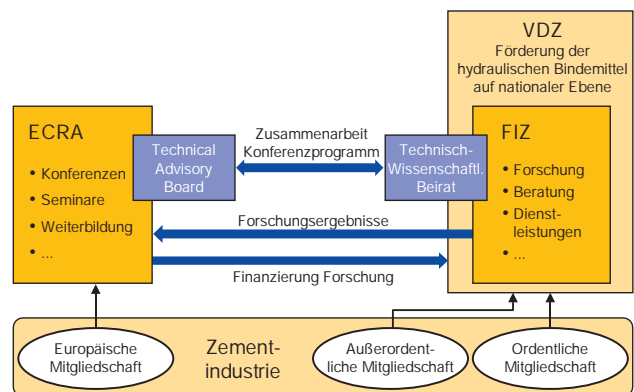 VDZ
Förderung der
hydraulischen Bindemittel
auf nationaler Ebene
ECRA
• Konferenzen
• Seminare
• Weiterbildung
• ...
Technical
Advisory
Board
Zusammenarbeit
Konferenzprogramm
Technisch-
Wissenschaftl.
Beirat
FIZ
• Forschung
• Beratung
• Dienst-
leistungen
• ...
Forschungsergebnisse
Finanzierung Forschung
Europäische
Mitgliedschaft
Zement-
industrie
Außerordent-
liche Mitgliedschaft
Ordentliche
Mitgliedschaft